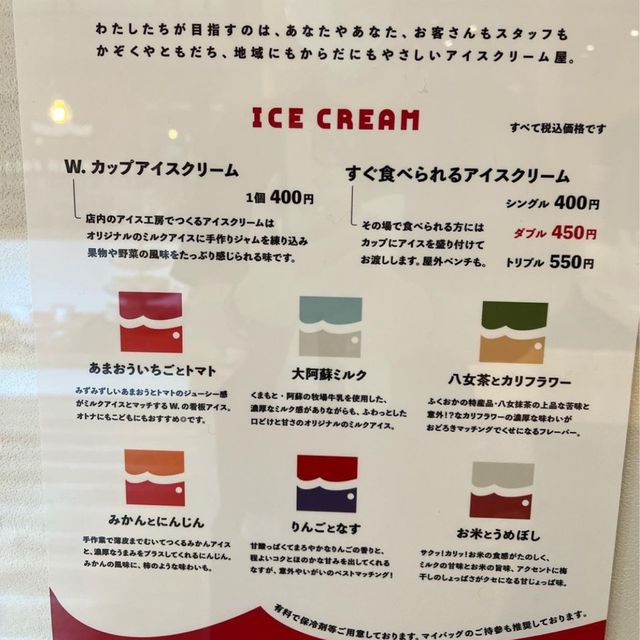 わたしたちが目指すのは、あなたやあなた、お客さんもスタッフも
かぞくやともだち、地域にもからだにもやさしいアイスクリーム屋。
ICE CREAM
すべて税込価格です
W. カップアイスクリーム
1個 400円
店内のアイス工房でつくるアイスクリームは
オリジナルのミルクアイスに手作りジャムを練り込み
果物や野菜の風味をたっぷり感じられる味です。
すぐ食べられるアイスクリーム
シングル 400円
その場で食べられる方には
カップにアイスを盛り付けて
お渡しします。屋外ベンチも。
ダブル 450円
トリプル 550円
あまおういちごとトマト
みずみずしいあまおうとトマトのジューシー感
がミルクアイスとマッチするW.の看板アイス。
オトナにもこどもにもおすすめ◎です。
大阿蘇ミルク
くまもと・阿蘇の牧場牛乳を使用した、
濃厚なミルク感がありながらも、ふわっとした
口どけと甘さのオリジナルのミルクアイス。
八女茶とカリフラワー
ふくおかの特産品・八女抹茶の上品な苦味と
意外!?なカリフラワーの濃厚な味わいが
おどろきマッチングでくせになるフレーバー。
みかんとにんじん
手作業で薄皮までむいてつくるみかんアイス
と、濃厚なうまみをプラスしてくれるにんじん。
みかんの風味に、柿のような味わいも。
りんごとなす
甘酸っぱくてまろやかなりんごの香りと、
程よいコクとほのかな甘みを出してくれる
なすが、意外やいがいのベストマッチング!
お米とうめぼし
サクッ!カリッ!お米の食感がたのしく、
ミルクの甘味とお米の旨味、アクセントに梅
干しのしょっぱさがクセになる甘じょっぱ味。
有料で保冷剤等ご用意しております。マイバッグのご持参も推奨しております。